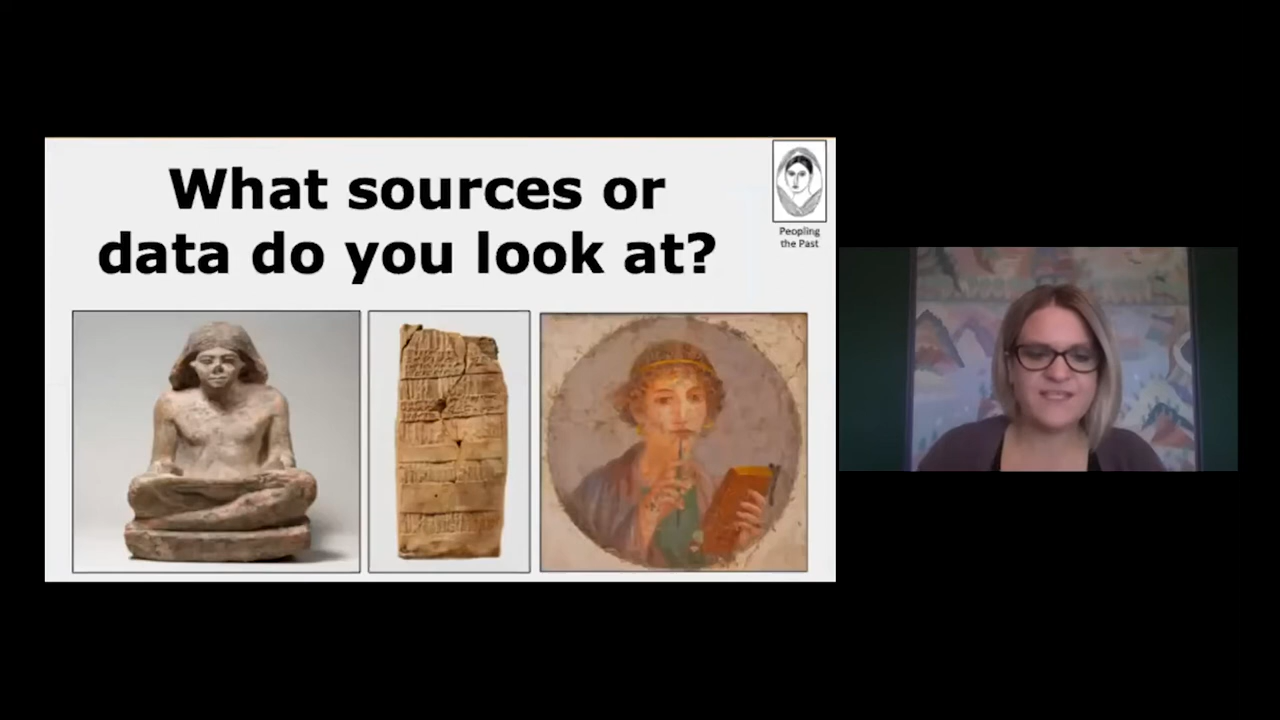 What sources or
data do you look at?
Peopling
the Past